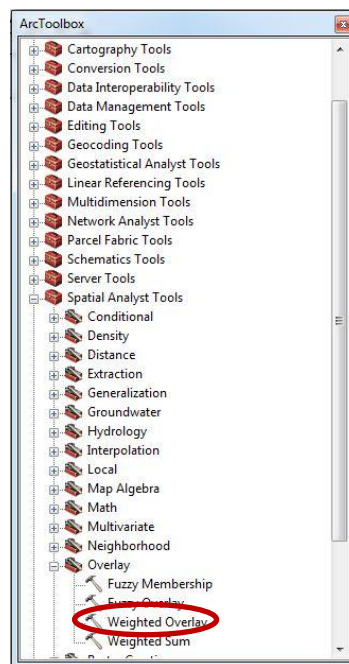 ArcToolbox
Cartography Tools
Conversion Tools
Data Interoperability Tools
Data Management Tools
Editing Tools
Geocoding Tools
Geostatistical Analyst Tools
Linear Referencing Tools
Multidimension Tools
Network Analyst Tools
Parcel Fabric Tools
Schematics Tools
Server Tools
Spatial Analyst Tools
Conditional
Density
Distance
Extraction
Generalization
Groundwater
Hydrology
Interpolation
Local
Map Algebra
Math
Multivariate
Neighborhood
Overlay
Fuzzy Membership
Fuzzy Overlay
Weighted Overlay
Weighted Sum